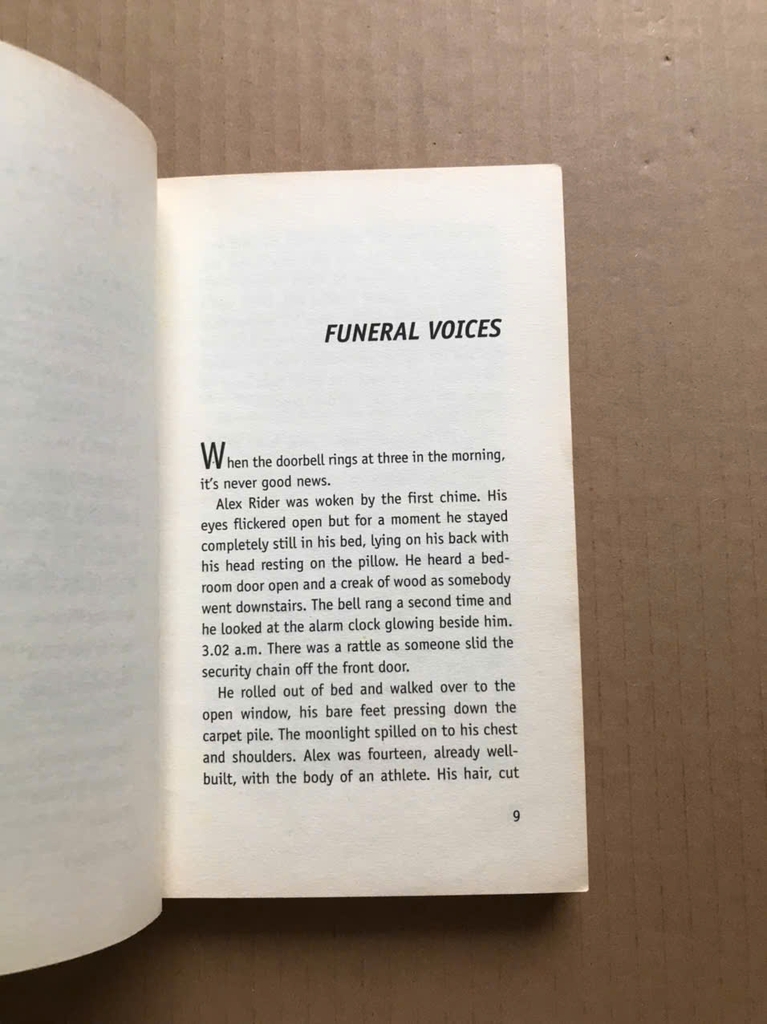 FUNERAL VOICES
When the doorbell rings at three in the morning,
it's never good news.
Alex Rider was woken by the first chime. His
eyes flickered open but for a moment he stayed
completely still in his bed, lying on his back with
his head resting on the pillow. He heard a bed-
room door open and a creak of wood as somebody
went downstairs. The bell rang a second time and
he looked at the alarm clock glowing beside him.
3.02 a.m. There was a rattle as someone slid the
security chain off the front door.
He rolled out of bed and walked over to the
open window, his bare feet pressing down the
carpet pile. The moonlight spilled on to his chest
and shoulders. Alex was fourteen, already well-
built, with the body of an athlete. His hair, cut
9